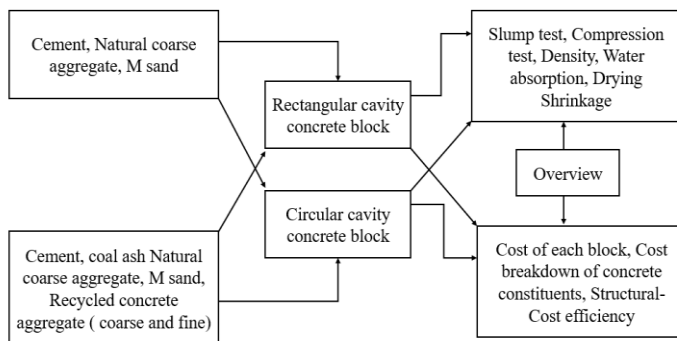 Cement, Natural coarse
aggregate, M sand
Rectangular cavity
concrete block
Slump test, Compression
test, Density, Water
absorption, Drying
Shrinkage
Overview
Circular cavity
concrete block
Cement, coal ash Natural
coarse aggregate, M sand,
Recycled concrete
aggregate ( coarse and fine)
Cost of each block, Cost
breakdown of concrete
constituents, Structural-
Cost efficiency